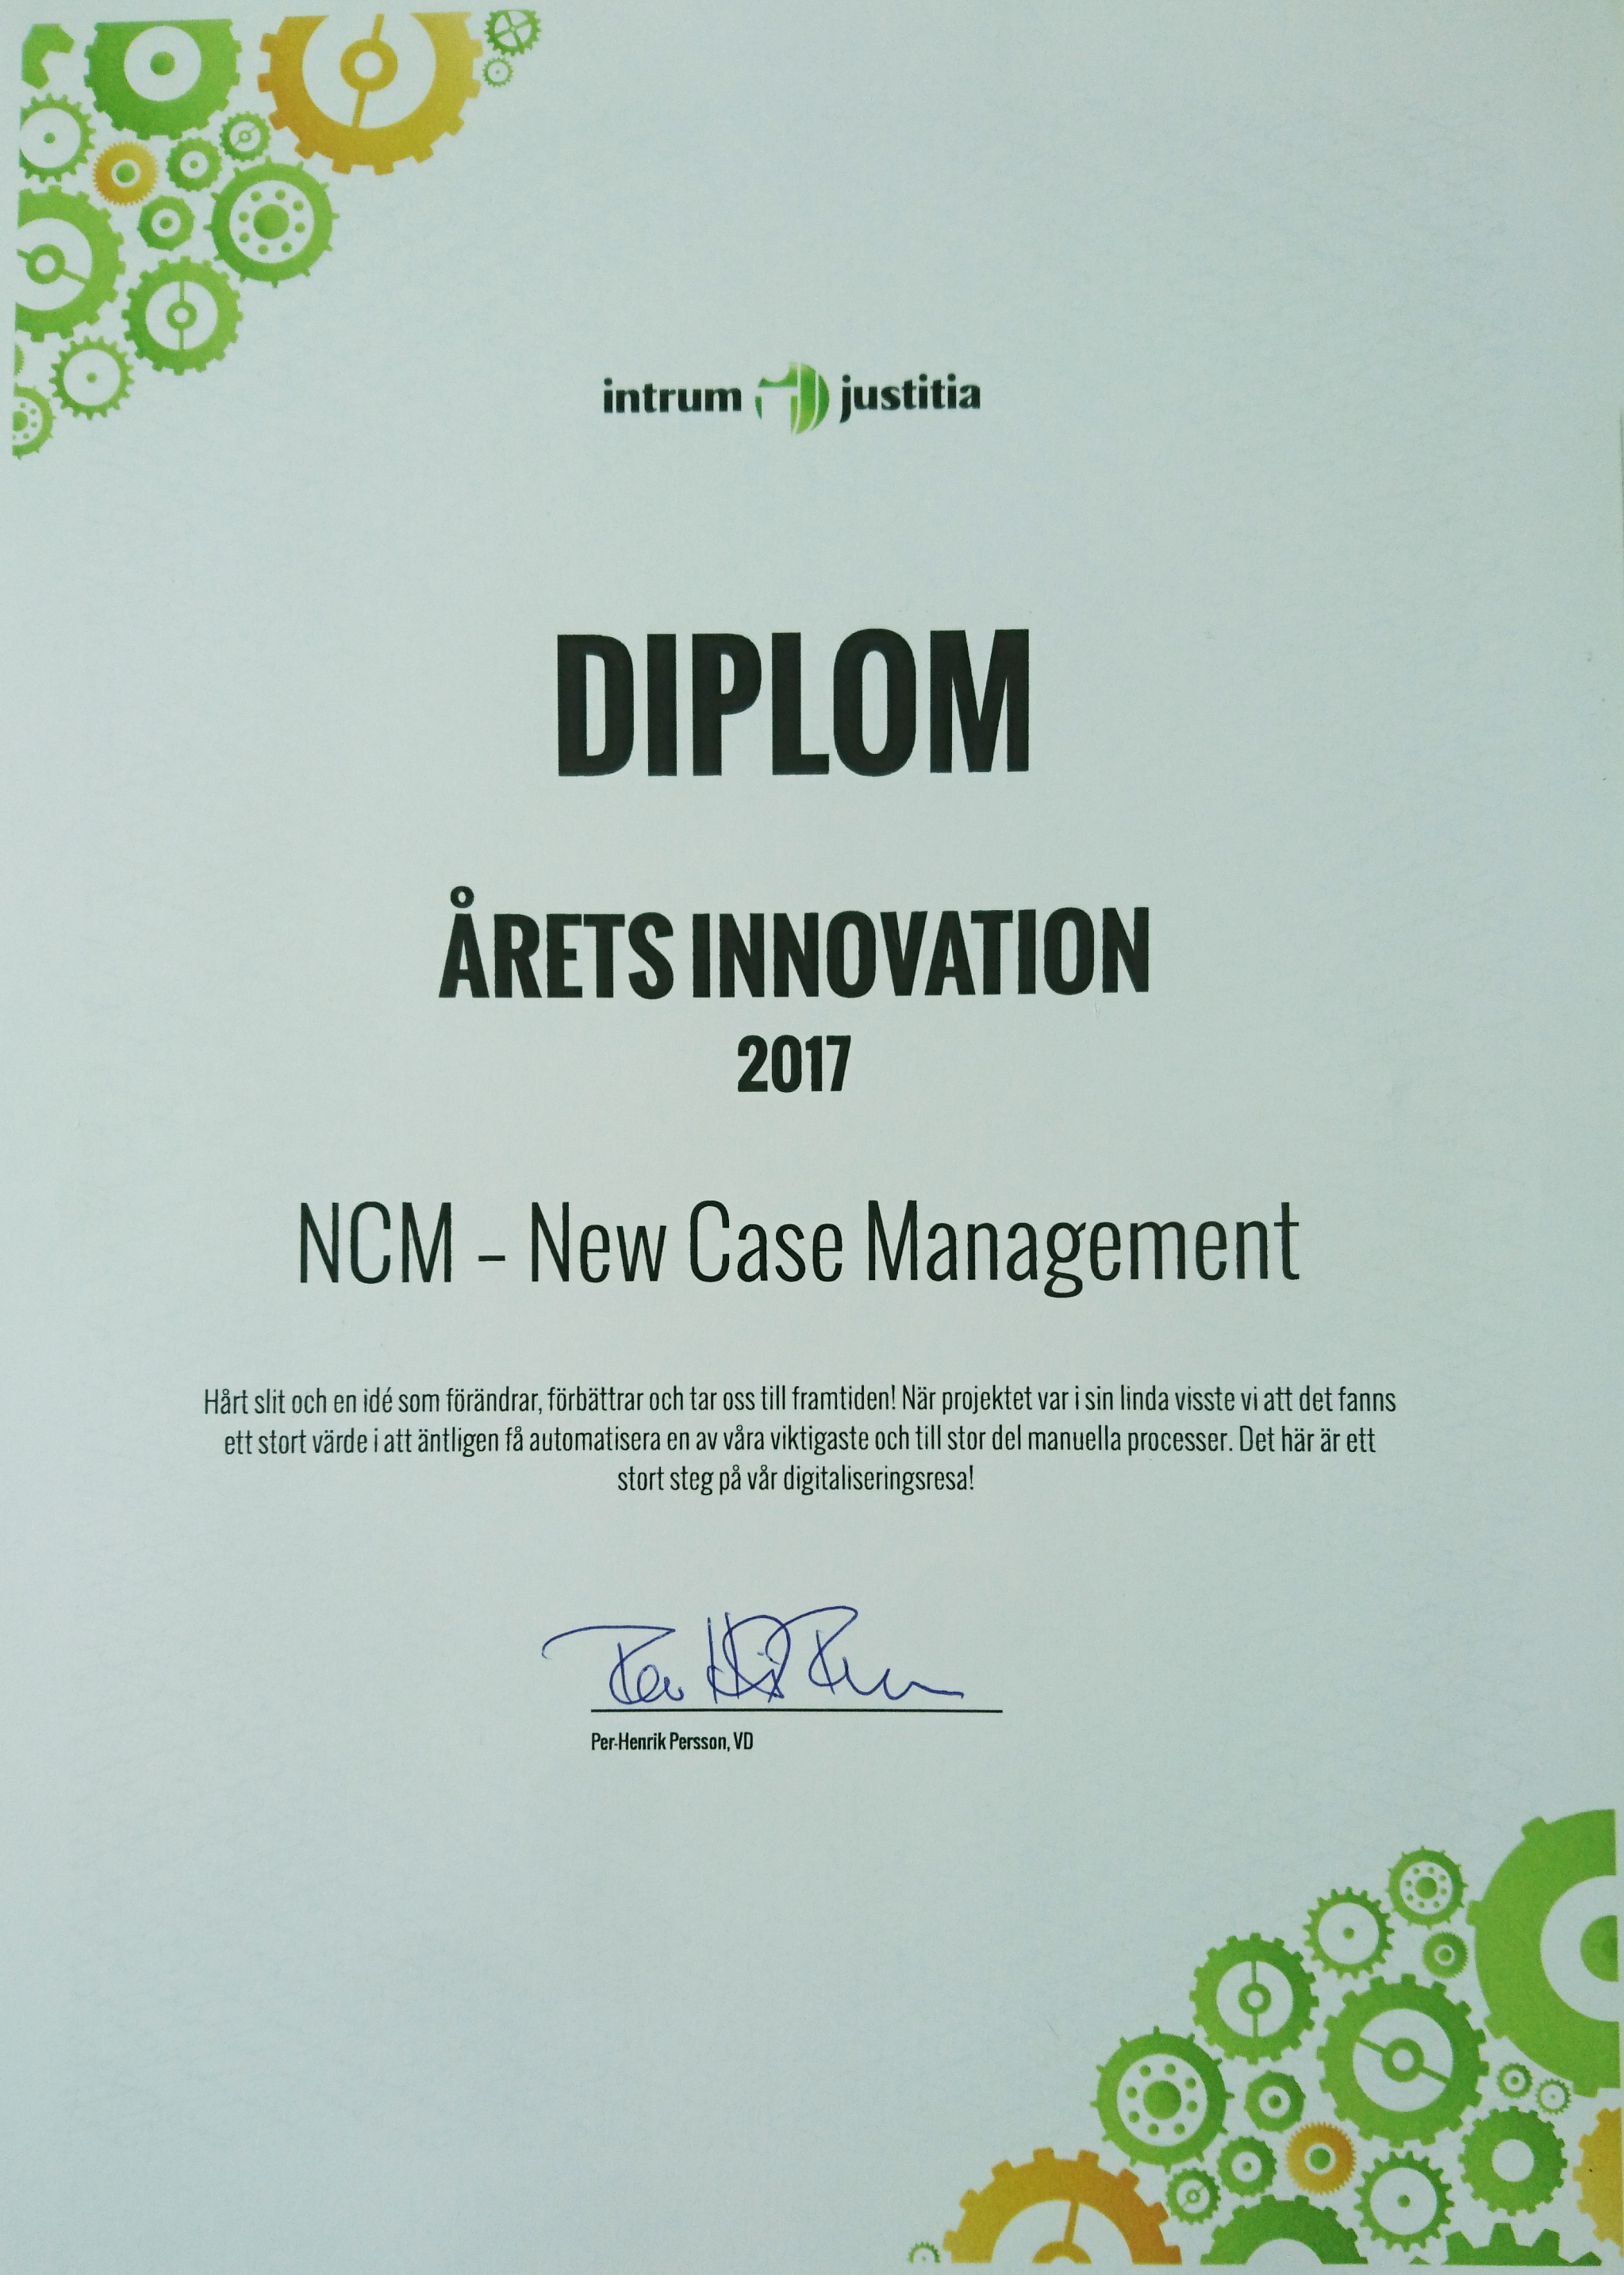 intrum justitia
DIPLOM
ÅRETS INNOVATION
2017
NCM – New Case Management
Hårt slit och en idé som förändrar, förbättrar och tar oss till framtiden! När projektet var i sin linda visste vi att det fanns
ett stort värde i att äntligen få automatisera en av våra viktigaste och till stor del manuella processer. Det här är ett
stort steg på vår digitaliseringsresa!
Per-Henrik Persson, VD